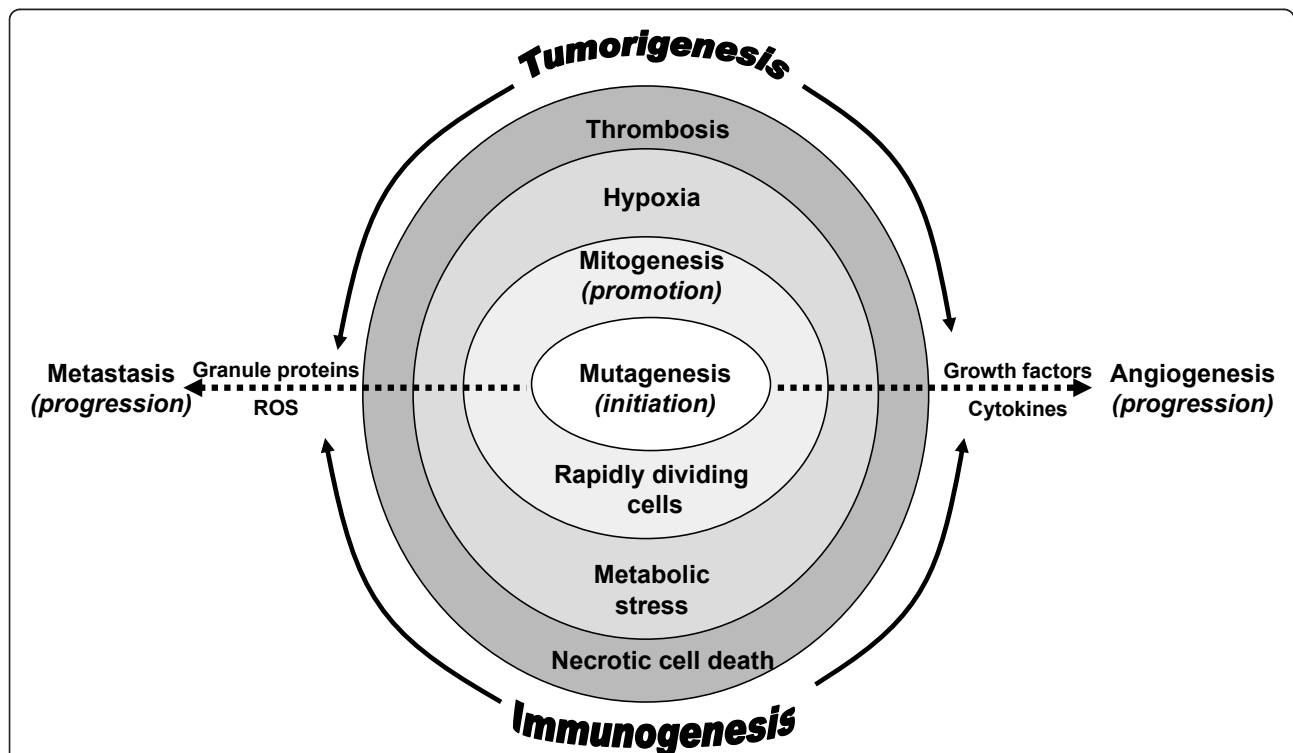 Tumorigenesis
Thrombosis
Hypoxia
Mitogenesis
(promotion)
Metastasis
(progression)
Granule proteins
ROS
Mutagenesis
(initiation)
Growth factors
Cytokines
Angiogenesis
(progression)
Rapidly dividing
cells
Metabolic
stress
Necrotic cell death
Immunogenesis